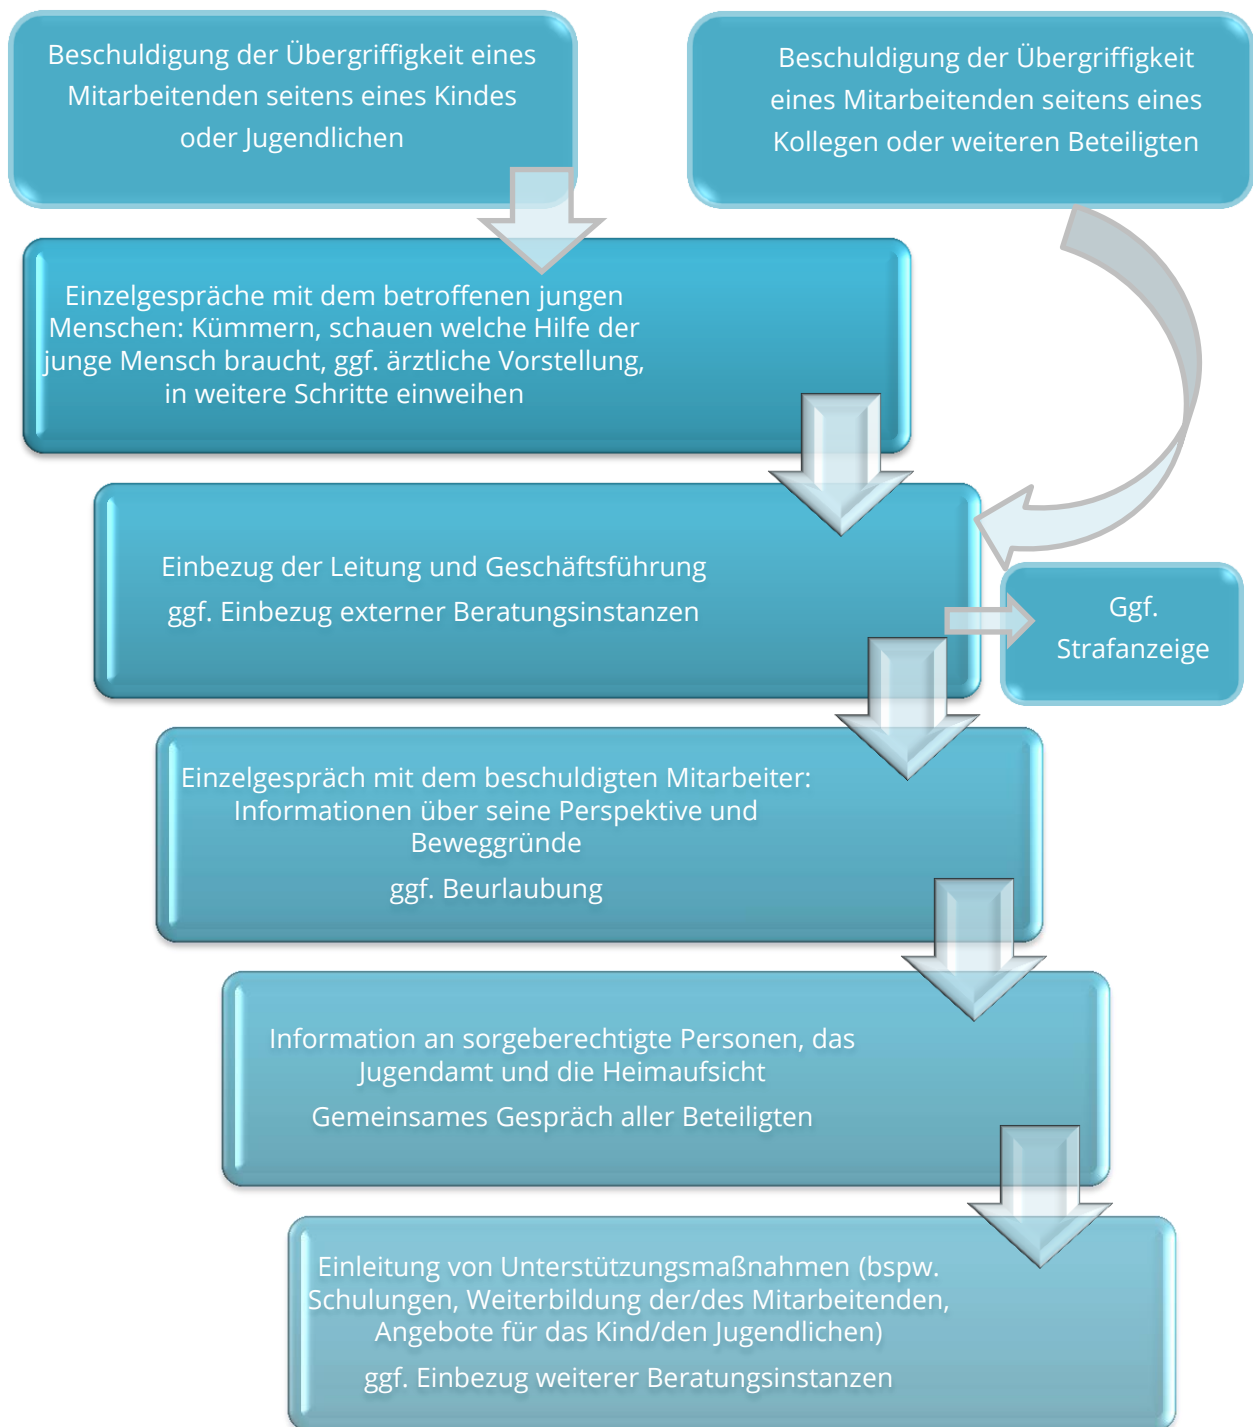 Beschuldigung der Übergriffigkeit eines
Mitarbeitenden seitens eines Kindes
oder Jugendlichen
Beschuldigung der Übergriffigkeit
eines Mitarbeitenden seitens eines
Kollegen oder weiteren Beteiligten
Einzelgespräche mit dem betroffenen jungen
Menschen: Kümmern, schauen welche Hilfe der
junge Mensch braucht, ggf. ärztliche Vorstellung,
in weitere Schritte einweihen
Einbezug der Leitung und Geschäftsführung
ggf. Einbezug externer Beratungsinstanzen
Ggf.
Strafanzeige
Einzelgespräch mit dem beschuldigten Mitarbeiter:
Informationen über seine Perspektive und
Beweggründe
ggf. Beurlaubung
Information an sorgeberechtigte Personen, das
Jugendamt und die Heimaufsicht
Gemeinsames Gespräch aller Beteiligten
Einleitung von Unterstützungsmaßnahmen (bspw.
Schulungen, Weiterbildung der/des Mitarbeitenden,
Angebote für das Kind/den Jugendlichen)
ggf. Einbezug weiterer Beratungsinstanzen